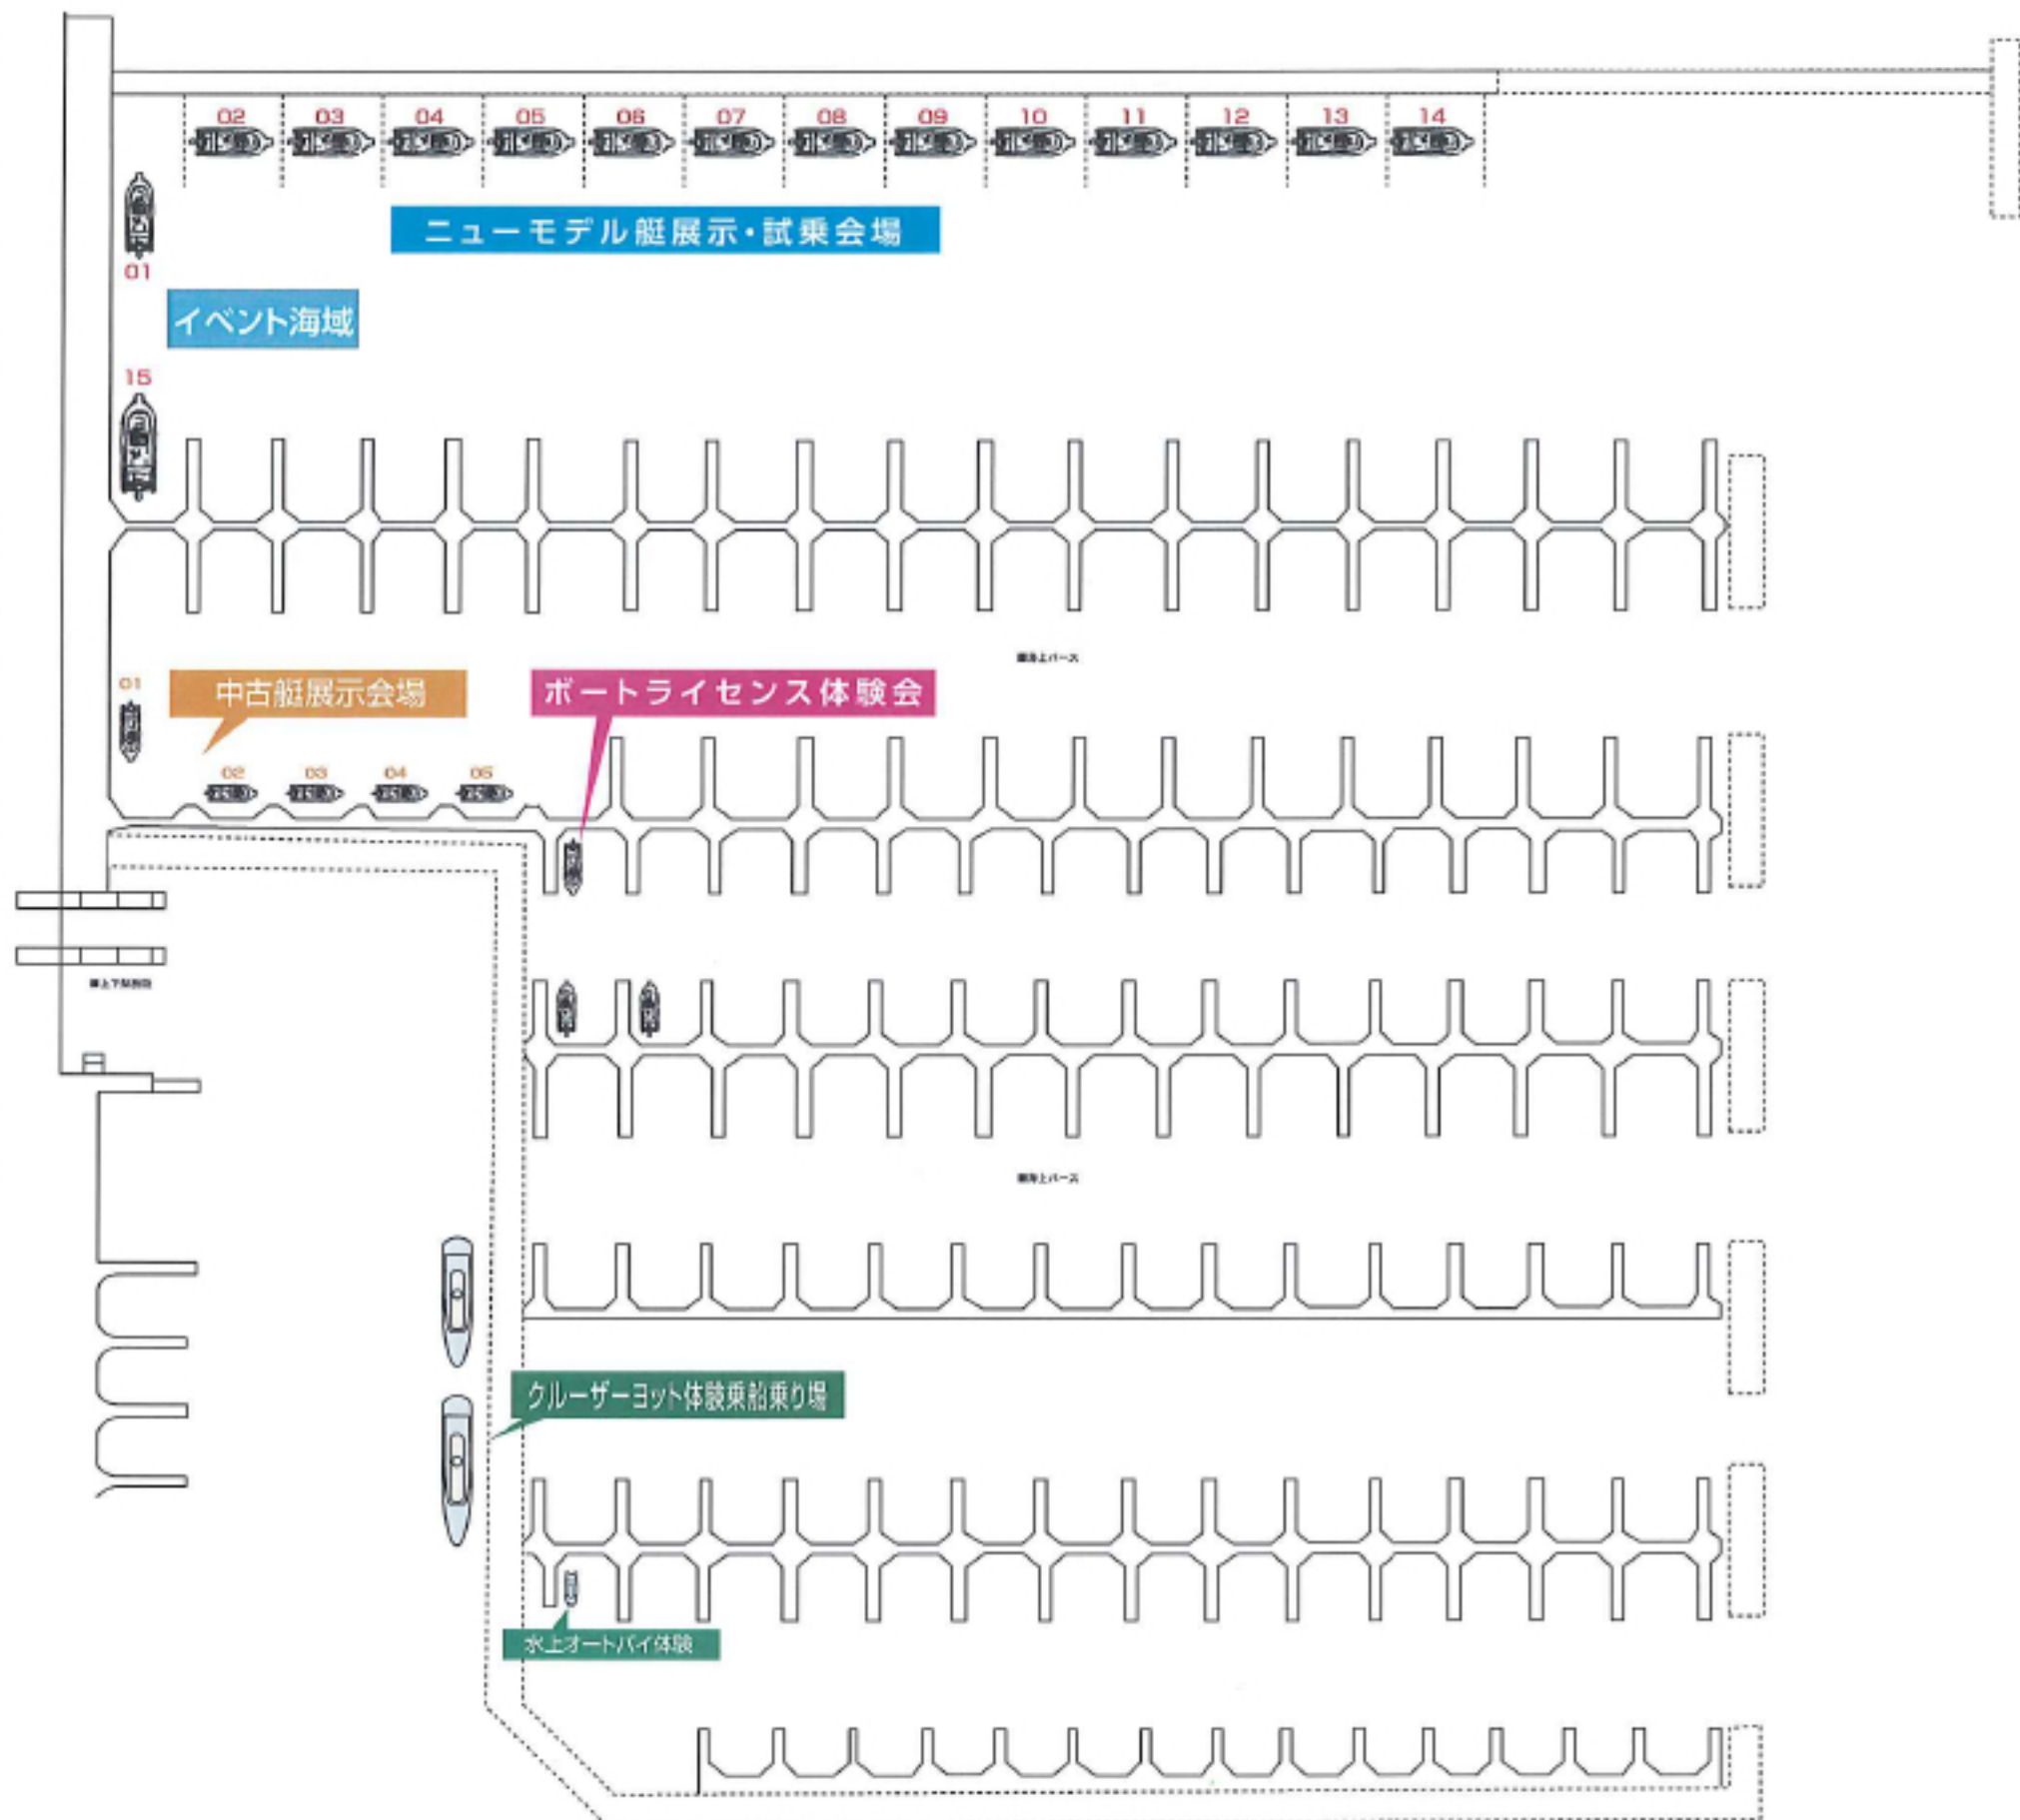 02 03 04 05 06 07 08 09 10 11 12 13 14
01
ニューモデル艇展示・試乗会場
イベント海域
15
01
中古艇展示会場
ボートライセンス体験会
02 03 04 05
クルーザーヨット体験乗船乗り場
水上オートバイ体験